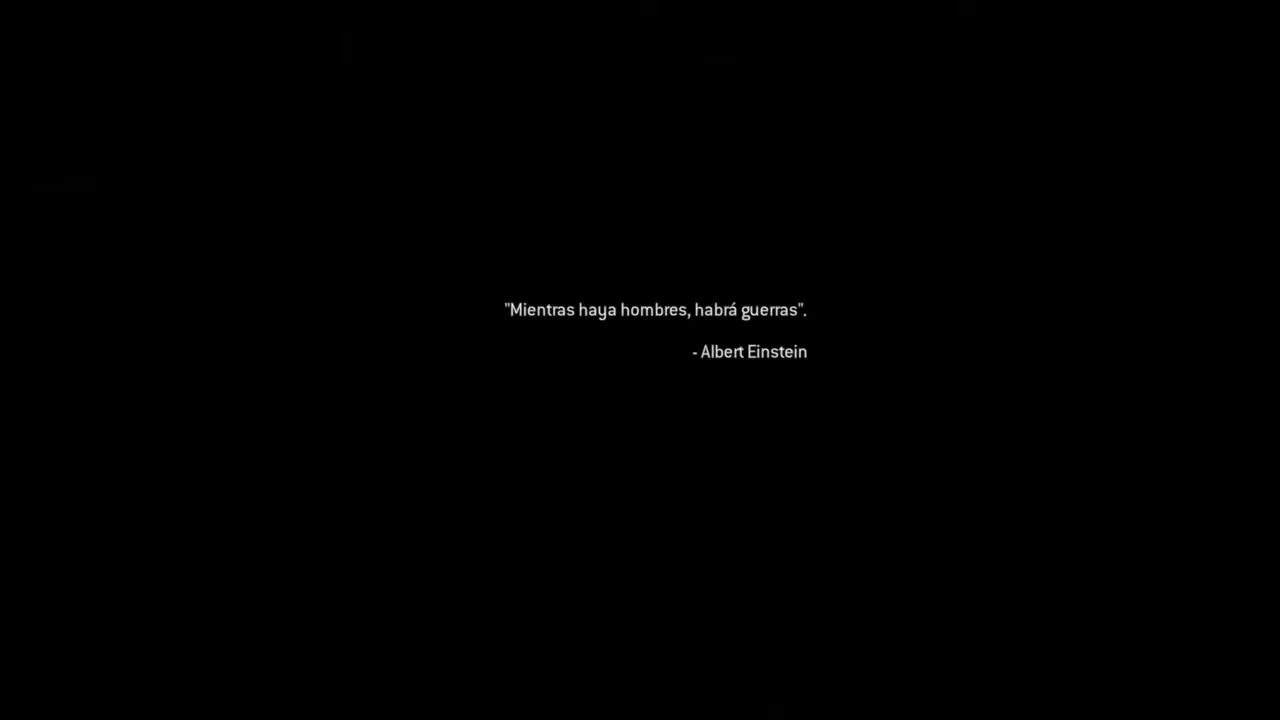 "Mientras haya hombres, habrá guerras".
- Albert Einstein